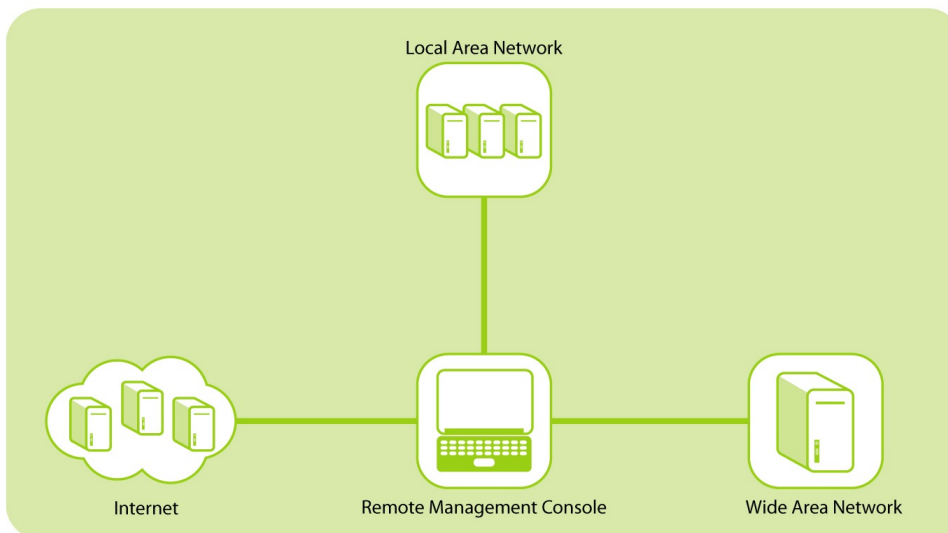 Local Area Network
Internet
Remote Management Console
Wide Area Network